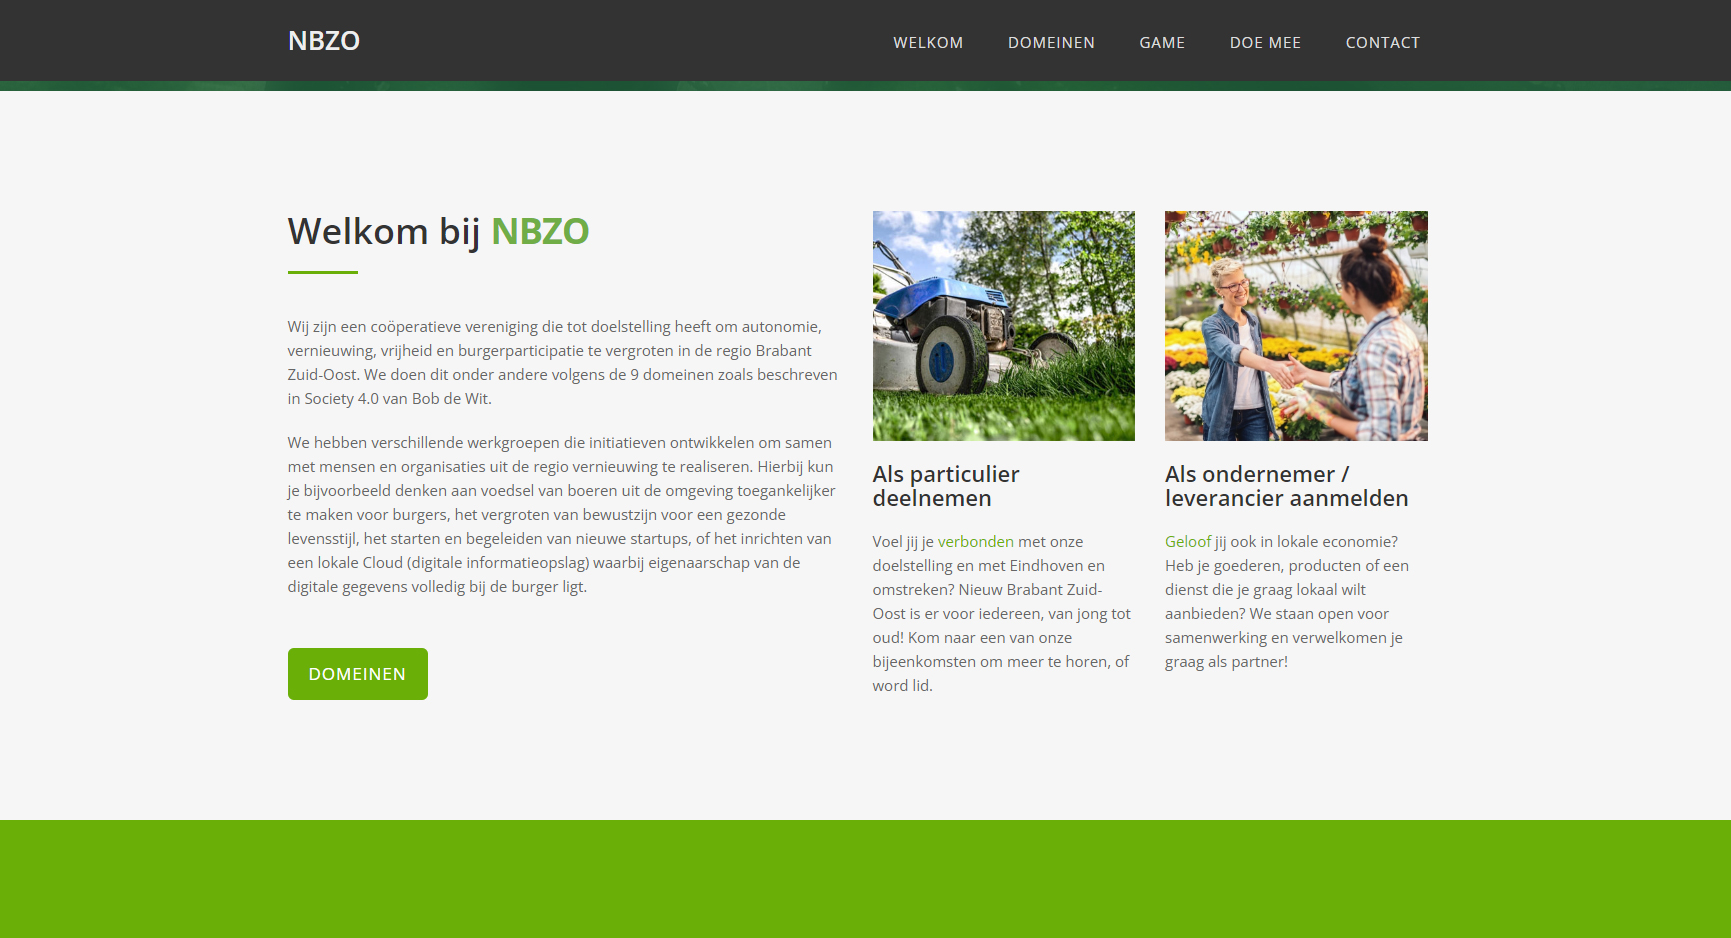 NBZO
WELKOM
DOMEINEN
GAME
DOE MEE
CONTACT
Welkom bij NBZO
Wij zijn een coöperatieve vereniging die tot doelstelling heeft om autonomie,
vernieuwing, vrijheid en burgerparticipatie te vergroten in de regio Brabant
Zuid-Oost. We doen dit onder andere volgens de 9 domeinen zoals beschreven
in Society 4.0 van Bob de Wit.
We hebben verschillende werkgroepen die initiatieven ontwikkelen om samen
met mensen en organisaties uit de regio vernieuwing te realiseren. Hierbij kun
je bijvoorbeeld denken aan voedsel van boeren uit de omgeving toegankelijker
te maken voor burgers, het vergroten van bewustzijn voor een gezonde
levensstijl, het starten en begeleiden van nieuwe startups, of het inrichten van
een lokale Cloud (digitale informatieopslag) waarbij eigenaarschap van de
digitale gegevens volledig bij de burger ligt.
DOMEINEN
Als particulier
deelnemen
Voel jij je verbonden met onze
doelstelling en met Eindhoven en
omstreken? Nieuw Brabant Zuid-
Oost is er voor iedereen, van jong tot
oud! Kom naar een van onze
bijeenkomsten om meer te horen, of
word lid.
Als ondernemer /
leverancier aanmelden
Geloof jij ook in lokale economie?
Heb je goederen, producten of een
dienst die je graag lokaal wilt
aanbieden? We staan open voor
samenwerking en verwelkomen je
graag als partner!